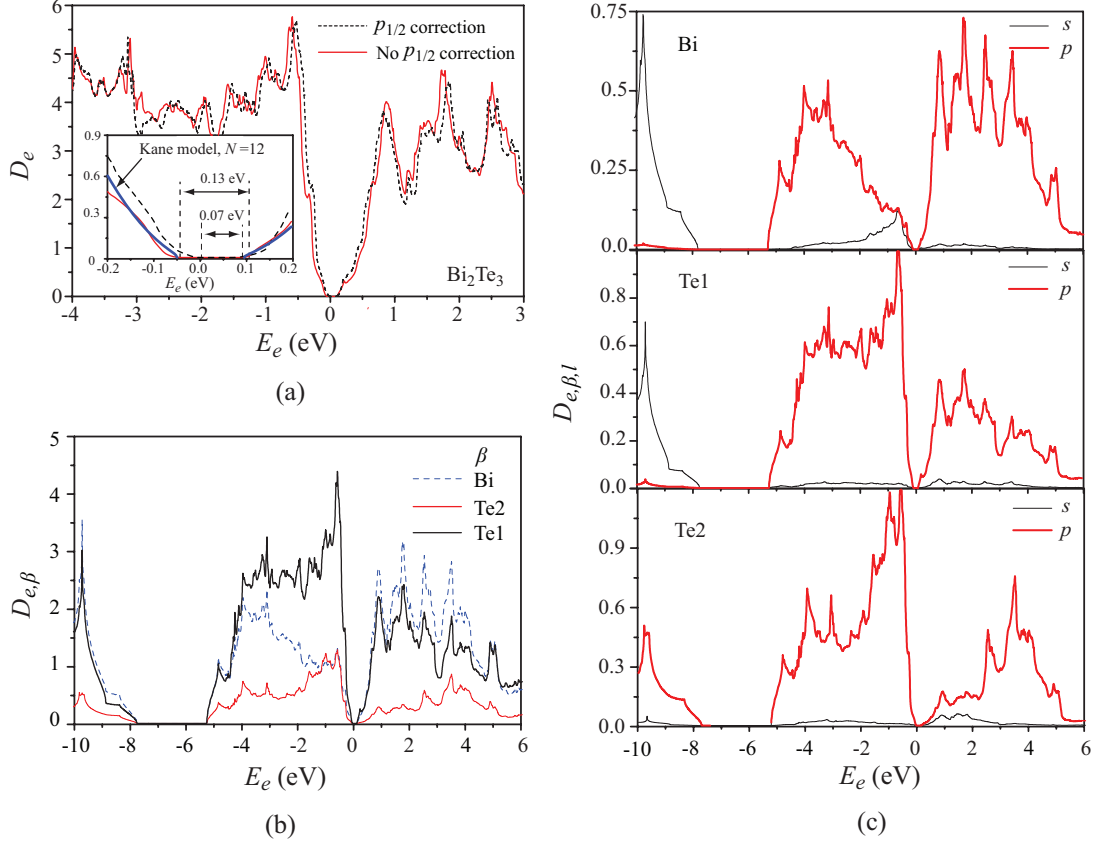 6
5
4
3
2
1
0
D_e
p_{1/2} correction
No p_{1/2} correction
0.9
0.6
0.3
0
Kane model, N =12
0.13 eV
0.07 eV
-0.2 -0.1 0.0 0.1 0.2
E_e (eV)
Bi₂Te₃
-4 -3 -2 -1 0 1 2 3
E_e (eV)
(a)
5
4
3
2
1
0
D_{e,β}
β
Bi
Te2
Te1
-10 -8 -6 -4 -2 0 2 4 6
E_e (eV)
(b)
0.75
0.50
0.25
0.0
Bi
s
p
0.8
0.6
0.4
0.2
0.0
Te1
s
p
D_{e,β,l}
0.9
0.6
0.3
0.0
Te2
s
p
-10 -8 -6 -4 -2 0 2 4 6
E_e (eV)
(c)